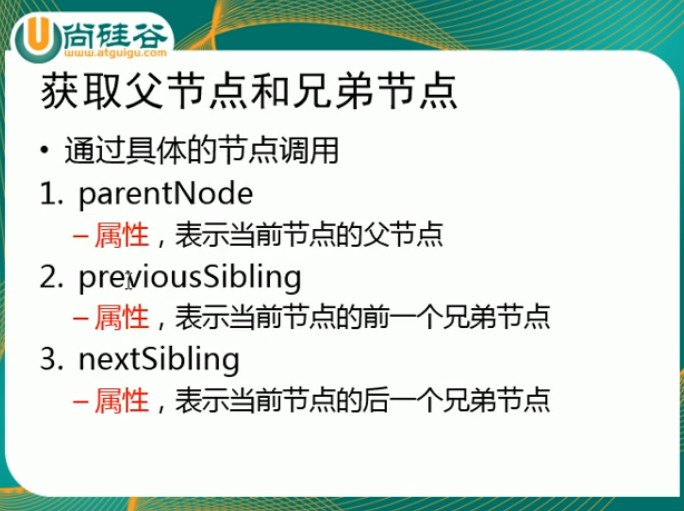 尚硅谷
www.atguigu.com
获取父节点和兄弟节点
• 通过具体的节点调用
1. parentNode
– 属性，表示当前节点的父节点
2. previousSibling
– 属性，表示当前节点的前一个兄弟节点
3. nextSibling
– 属性，表示当前节点的后一个兄弟节点